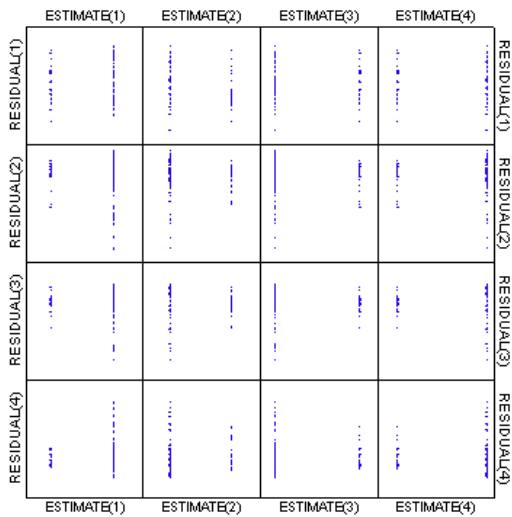 ESTIMATE(1) ESTIMATE(2) ESTIMATE(3) ESTIMATE(4)
RESIDUAL(1) RESIDUAL(1)
RESIDUAL(2) RESIDUAL(2)
RESIDUAL(3) RESIDUAL(3)
RESIDUAL(4) RESIDUAL(4)
ESTIMATE(1) ESTIMATE(2) ESTIMATE(3) ESTIMATE(4)